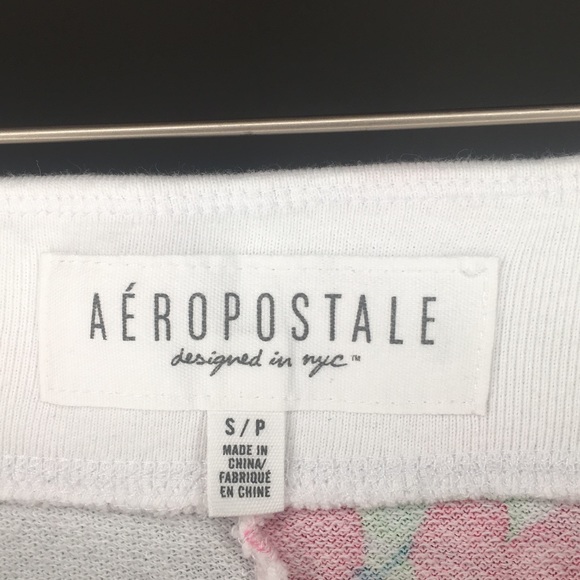 AÉROPOSTALE
designed in nyc™
S/P
MADE IN
CHINA/
FABRIQUÉ
EN CHINE